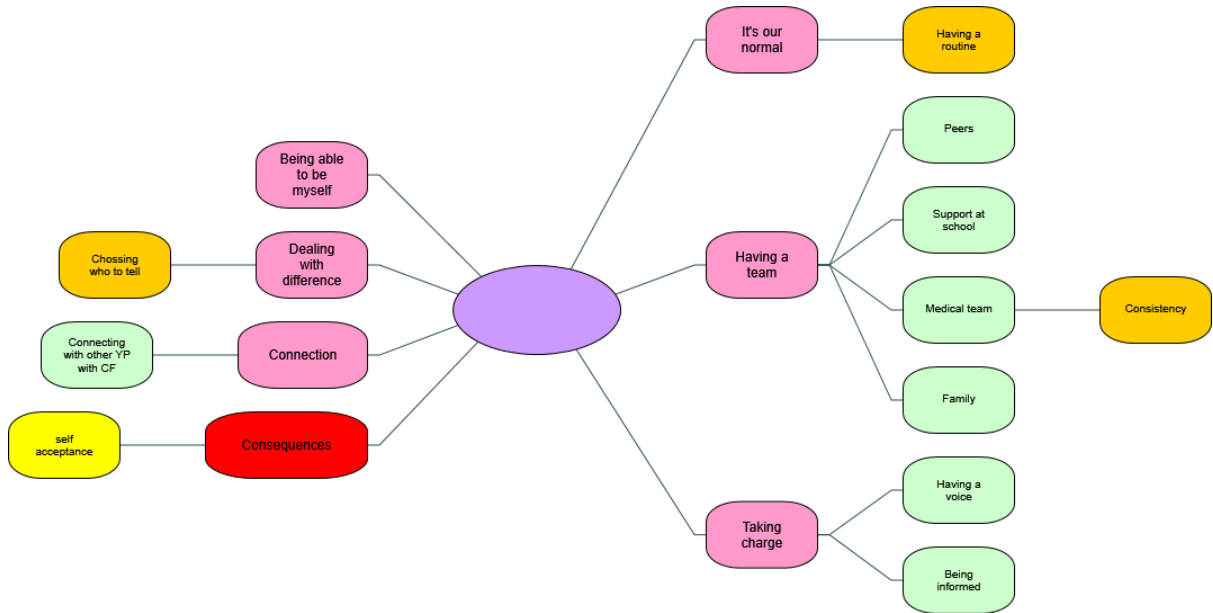 It's our
normal
Having a
routine
Peers
Being able
to be
myself
Support at
school
Chossing
who to tell
Dealing
with
difference
Having a
team
Medical team
Consistency
Connecting
with other YP
with CF
Connection
Family
self
acceptance
Consequences
Having a
voice
Taking
charge
Being
informed